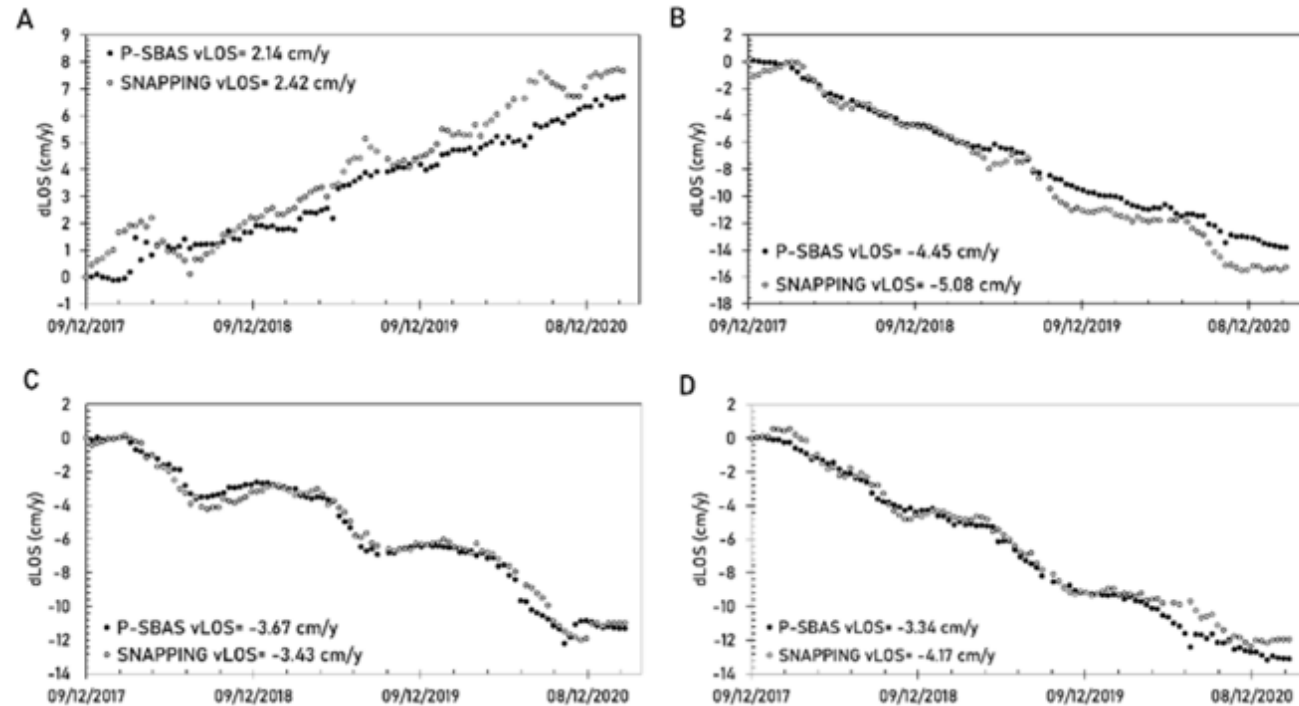 A
dLOS (cm/y)
9
8
7
6
5
4
3
2
1
0
-1
P-SBAS vLOS= 2.14 cm/y
SNAPPING vLOS= 2.42 cm/y
09/12/2017 09/12/2018 09/12/2019 08/12/2020
B
dLOS (cm/y)
2
0
-2
-4
-6
-8
-10
-12
-14
-16
-18
P-SBAS vLOS= -4.45 cm/y
SNAPPING vLOS= -5.08 cm/y
09/12/2017 09/12/2018 09/12/2019 08/12/2020
C
dLOS (cm/y)
2
0
-2
-4
-6
-8
-10
-12
-14
P-SBAS vLOS= -3.67 cm/y
SNAPPING vLOS= -3.43 cm/y
09/12/2017 09/12/2018 09/12/2019 08/12/2020
D
dLOS (cm/y)
2
0
-2
-4
-6
-8
-10
-12
-14
P-SBAS vLOS= -3.34 cm/y
SNAPPING vLOS= -4.17 cm/y
09/12/2017 09/12/2018 09/12/2019 08/12/2020